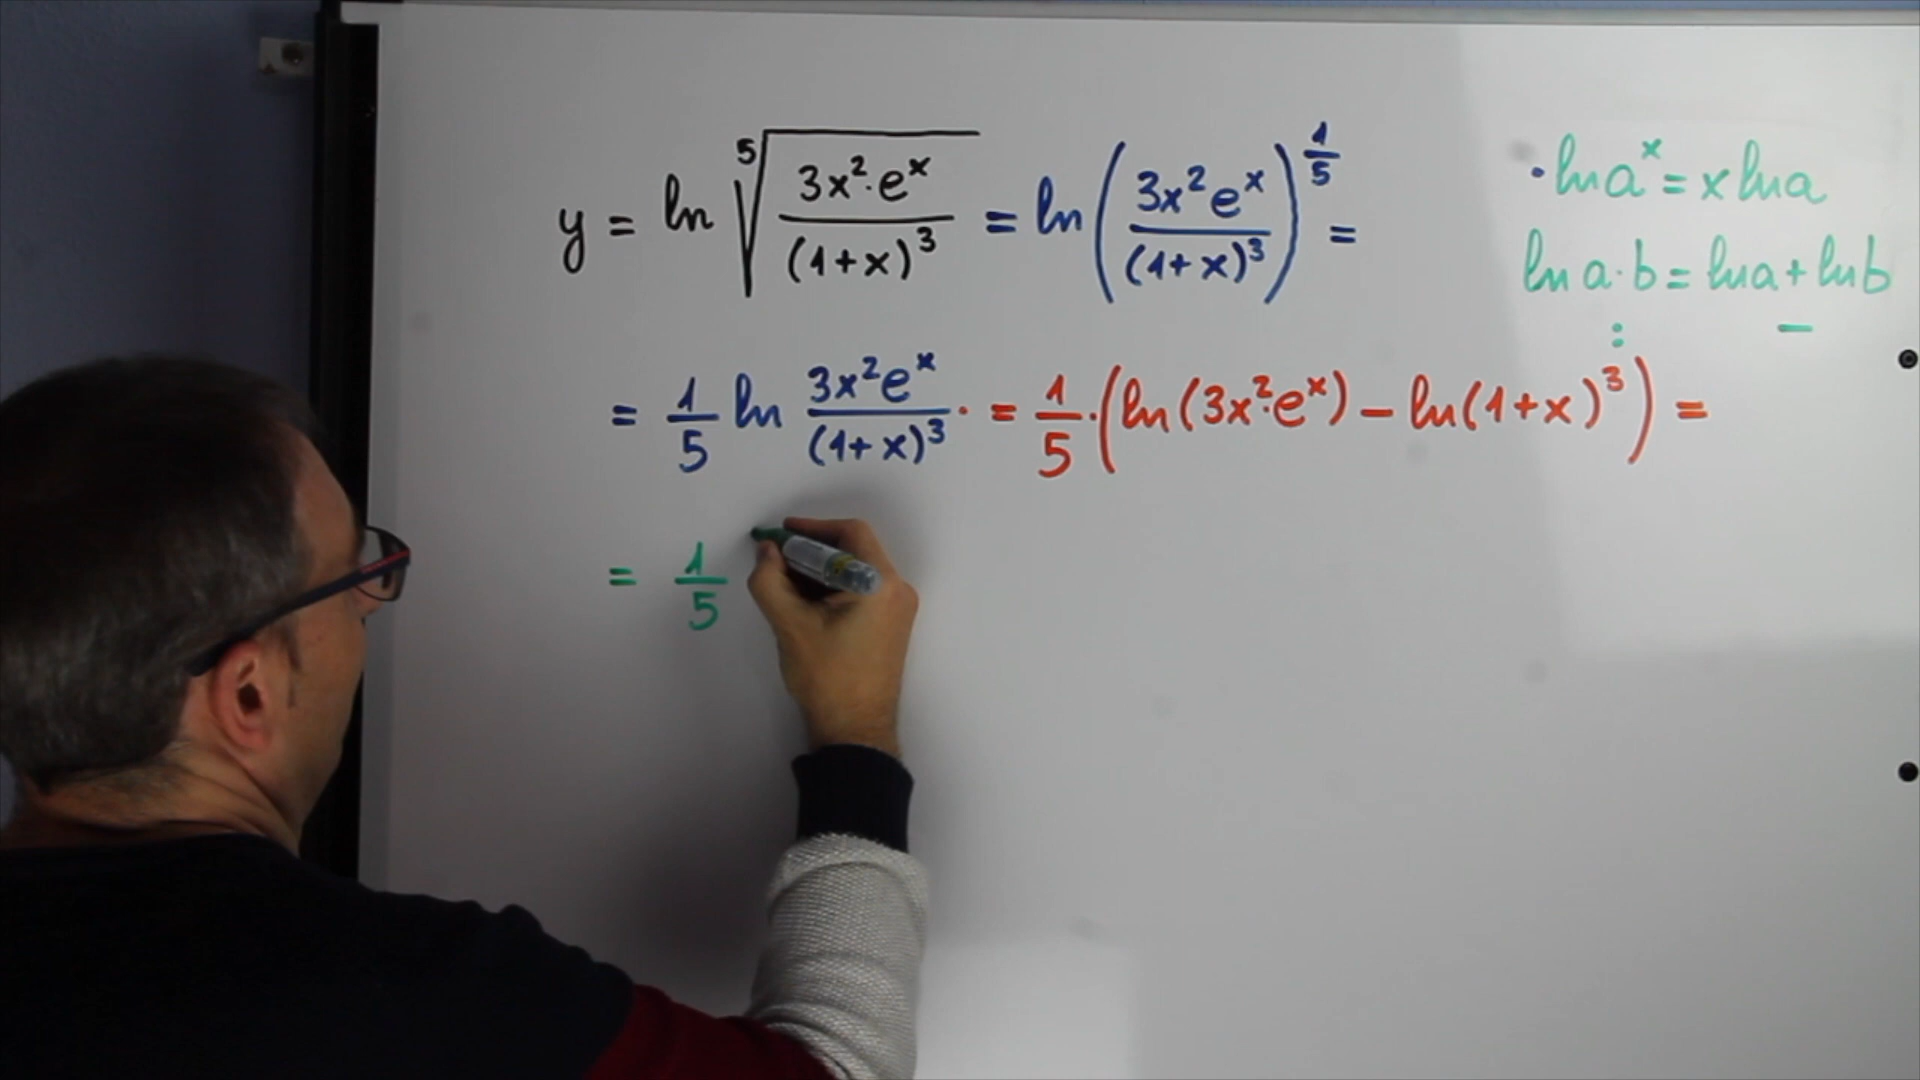 y = ln ⁵√(3x²·eˣ / (1+x)³) = ln(3x²eˣ / (1+x)³)^(1/5) =
· ln aˣ = x ln a
ln a·b = ln a + ln b
: −
= 1/5 ln 3x²eˣ / (1+x)³ · = 1/5 · (ln(3x²·eˣ) − ln(1+x)³) =
= 1/5